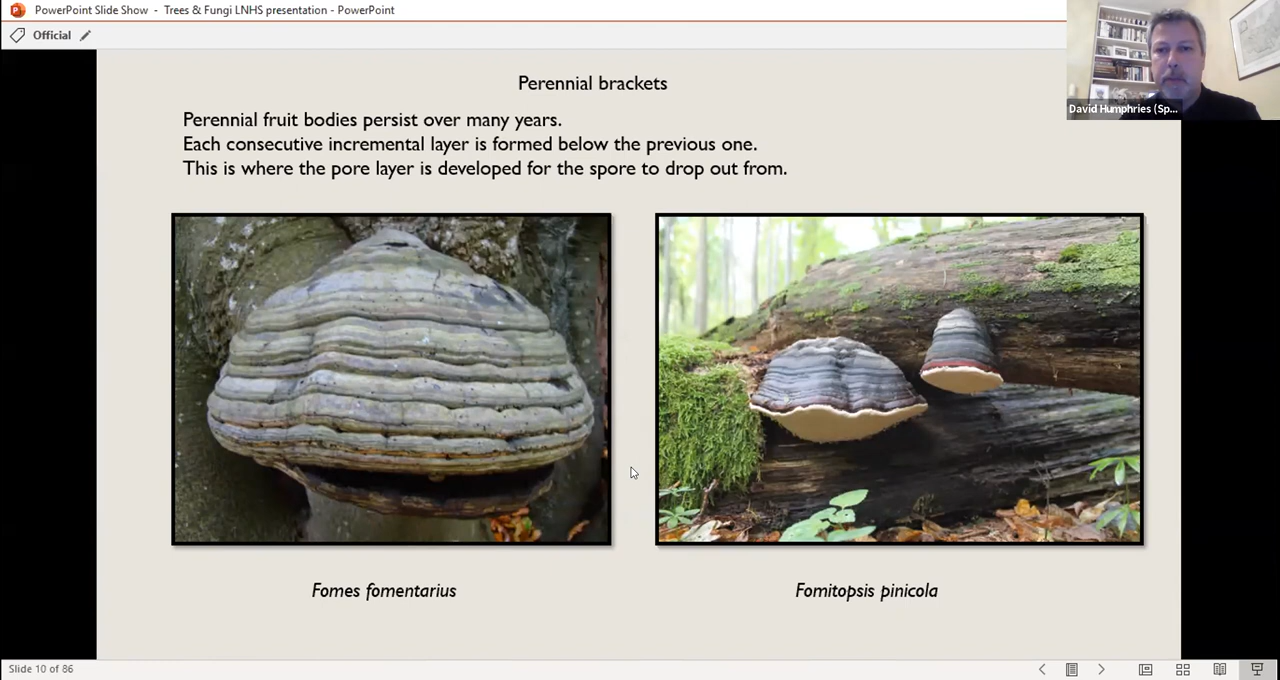 PowerPoint Slide Show - Trees & Fungi LNHS presentation - PowerPoint
Official
David Humphries (Sp...
Perennial brackets
Perennial fruit bodies persist over many years.
Each consecutive incremental layer is formed below the previous one.
This is where the pore layer is developed for the spore to drop out from.
Fomes fomentarius
Fomitopsis pinicola
Slide 10 of 86